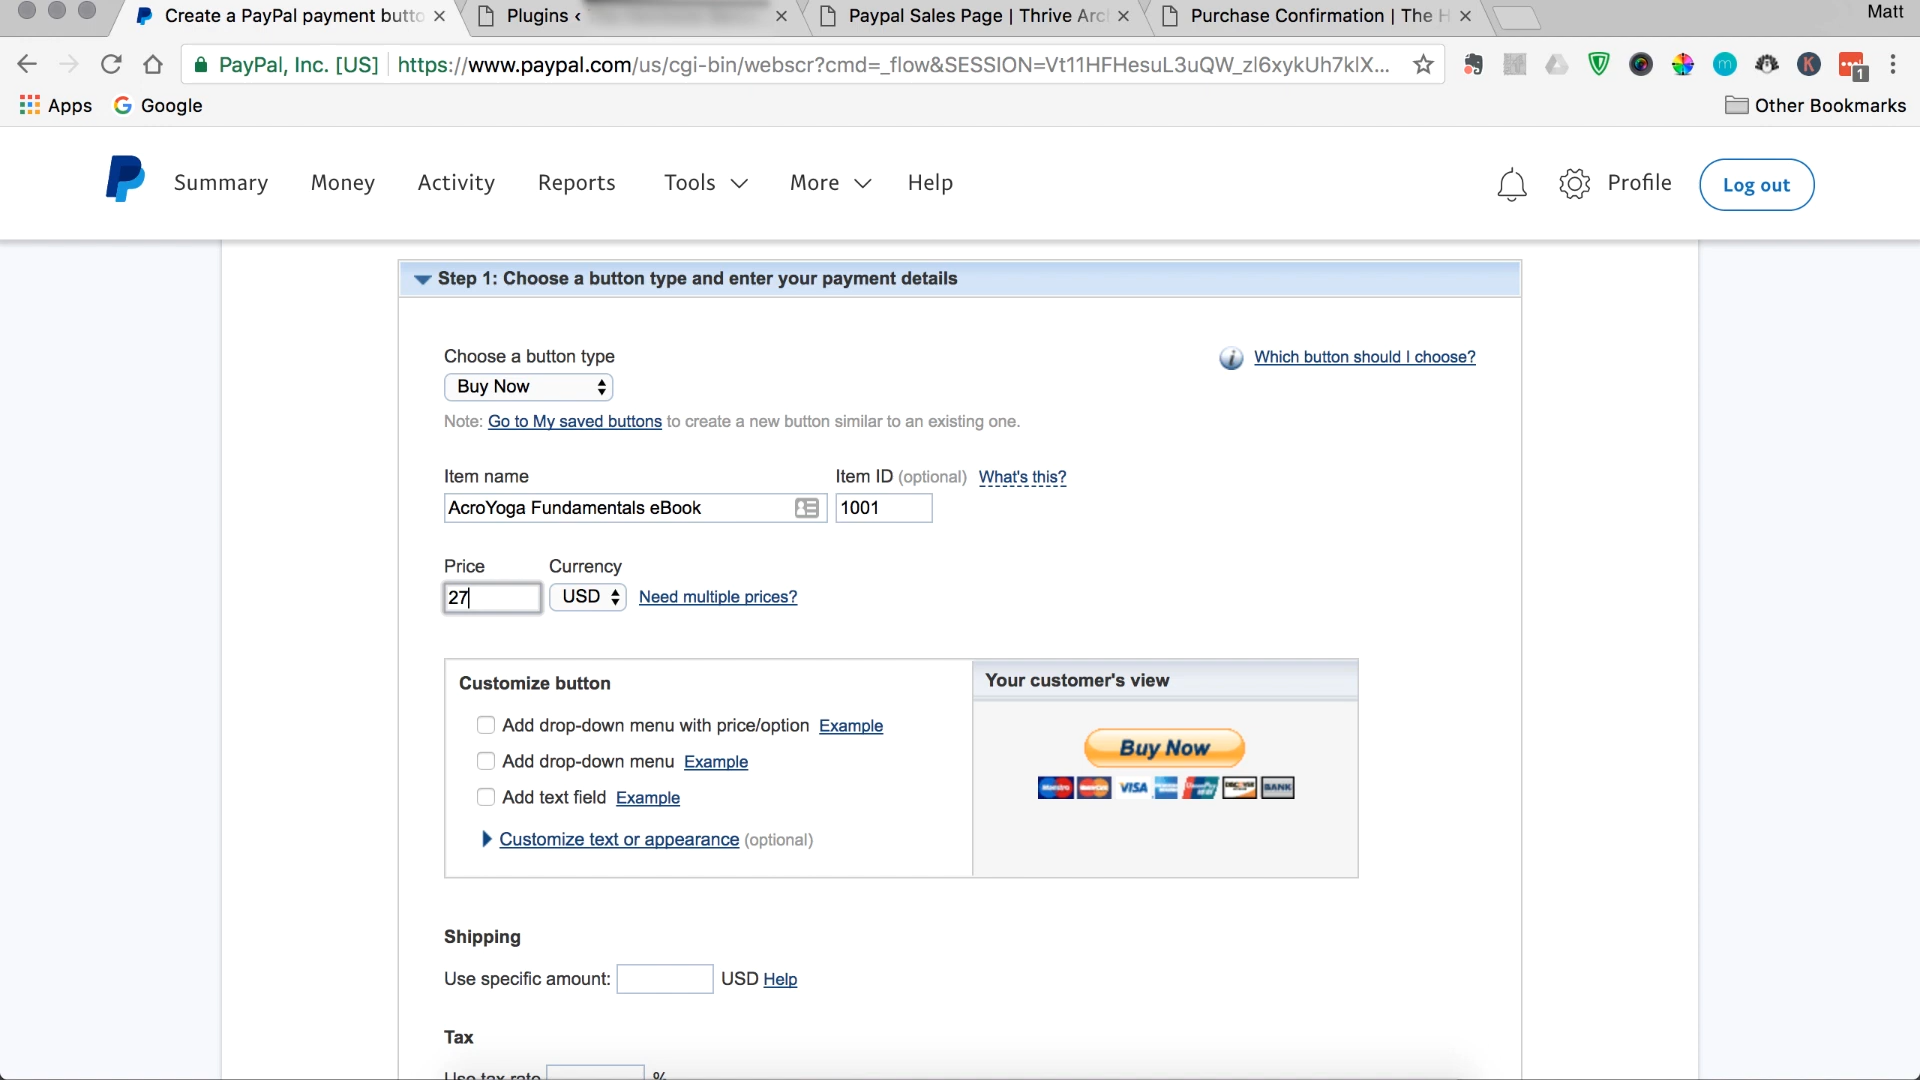 Matt
Create a PayPal payment butto
Plugins ‹
Paypal Sales Page | Thrive Arc
Purchase Confirmation | The H
PayPal, Inc. [US]
https://www.paypal.com/us/cgi-bin/webscr?cmd=_flow&SESSION=Vt11HFHesuL3uQW_zl6xykUh7klX...
m
K
1
Apps
Google
Other Bookmarks
Summary
Money
Activity
Reports
Tools
More
Help
Profile
Log out
Step 1: Choose a button type and enter your payment details
Choose a button type
Which button should I choose?
Buy Now
Note: Go to My saved buttons to create a new button similar to an existing one.
Item name
Item ID (optional) What's this?
AcroYoga Fundamentals eBook
1001
Price
Currency
27
USD
Need multiple prices?
Customize button
Your customer's view
Add drop-down menu with price/option Example
Add drop-down menu Example
Add text field Example
Customize text or appearance (optional)
Buy Now
VISA
BANK
Shipping
Use specific amount:
USD Help
Tax
Use tax rate
%